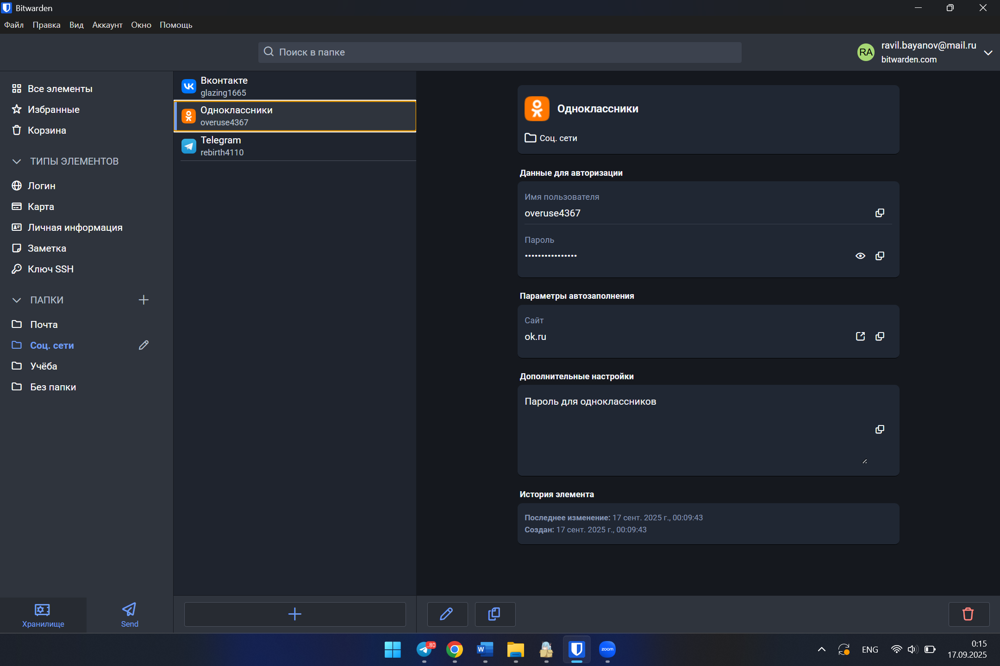 Bitwarden
Файл Правка Вид Аккаунт Окно Помощь
Поиск в папке
RA
ravil.bayanov@mail.ru
bitwarden.com
Все элементы
Избранные
Корзина
ТИПЫ ЭЛЕМЕНТОВ
Логин
Карта
Личная информация
Заметка
Ключ SSH
ПАПКИ
Почта
Соц. сети
Учёба
Без папки
Хранилище
Send
Вконтакте
glazing1665
Одноклассники
overuse4367
Telegram
rebirth4110
Одноклассники
Соц. сети
Данные для авторизации
Имя пользователя
overuse4367
Пароль
••••••••••••••••
Параметры автозаполнения
Сайт
ok.ru
Дополнительные настройки
Пароль для одноклассников
История элемента
Последнее изменение: 17 сент. 2025 г., 00:09:43
Создан: 17 сент. 2025 г., 00:09:43
..80
W
zoom
ENG
0:15
17.09.2025